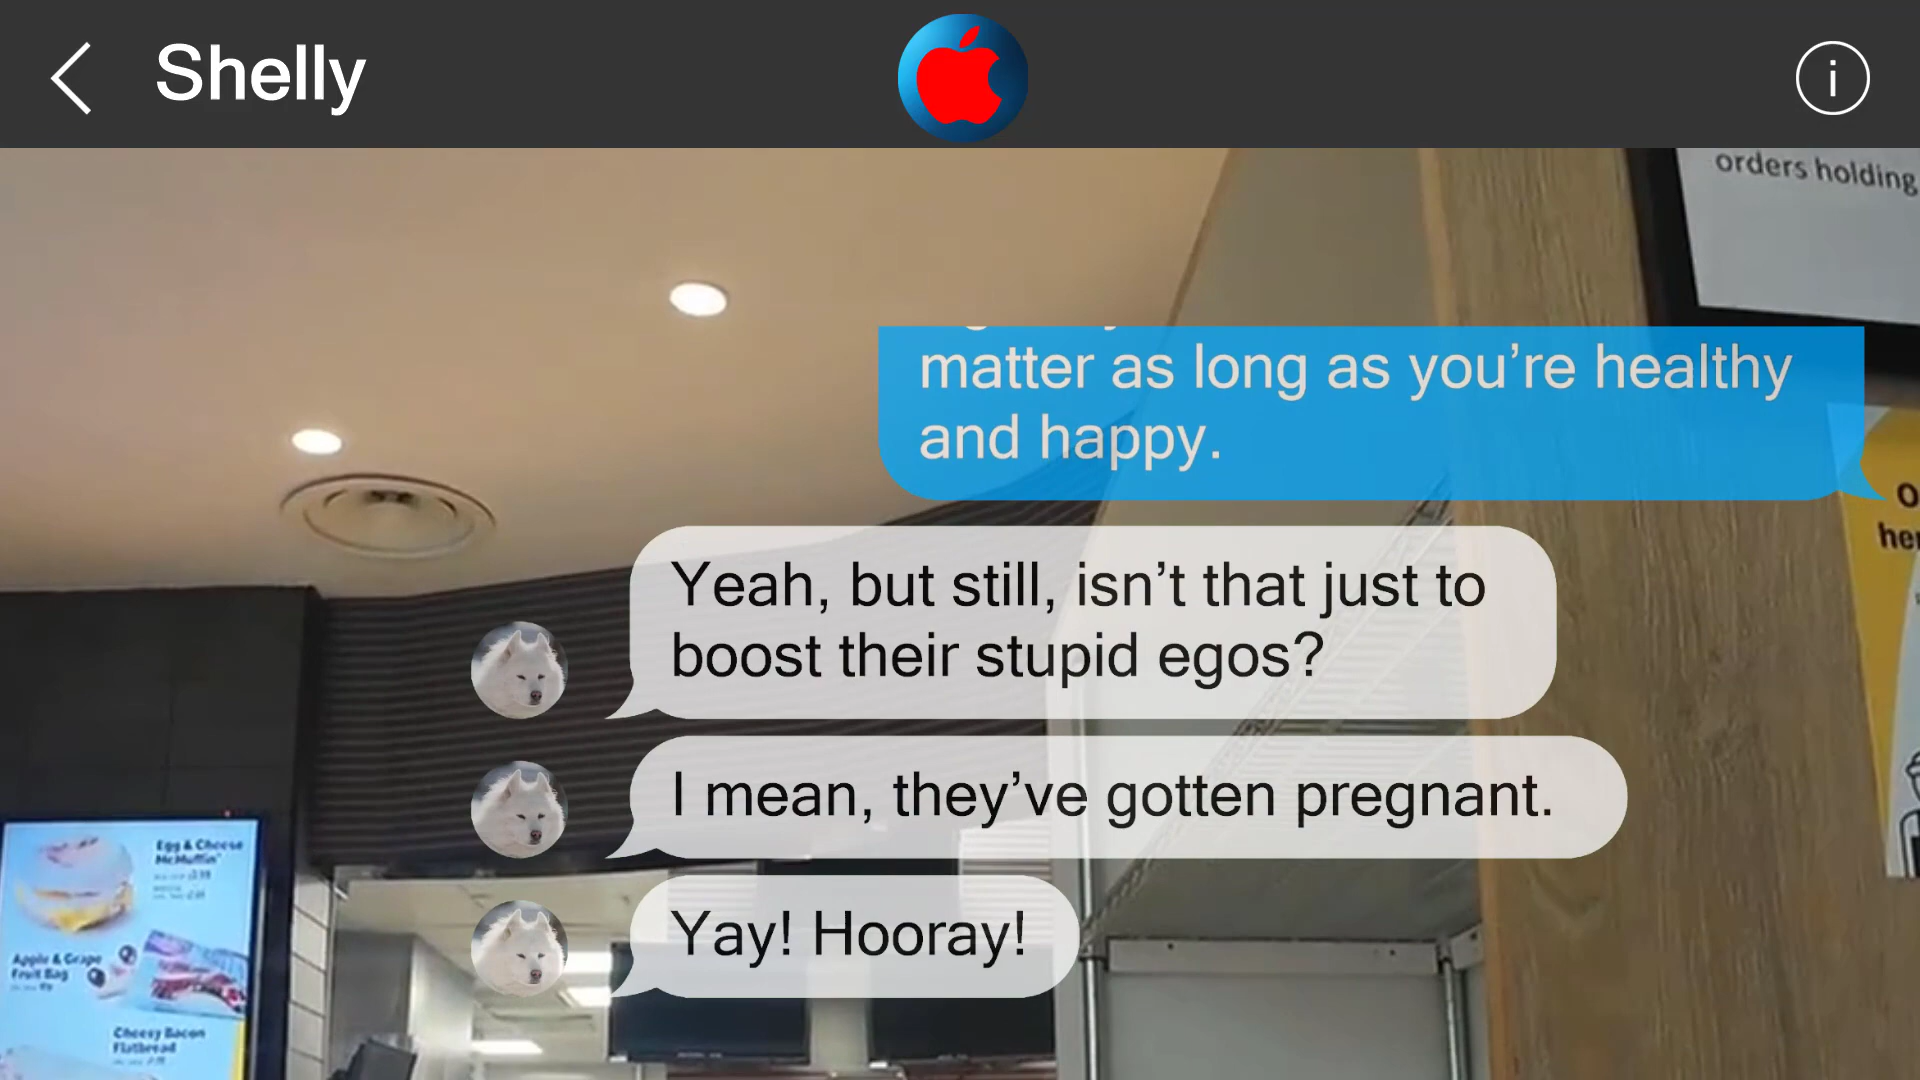 Shelly
i
orders holding
matter as long as you’re healthy
and happy.
Yeah, but still, isn’t that just to
boost their stupid egos?
I mean, they’ve gotten pregnant.
Yay! Hooray!
Egg & Cheese
McMuffin
Apple & Grape
Fruit Bag
Cheesy Bacon
Flatbread